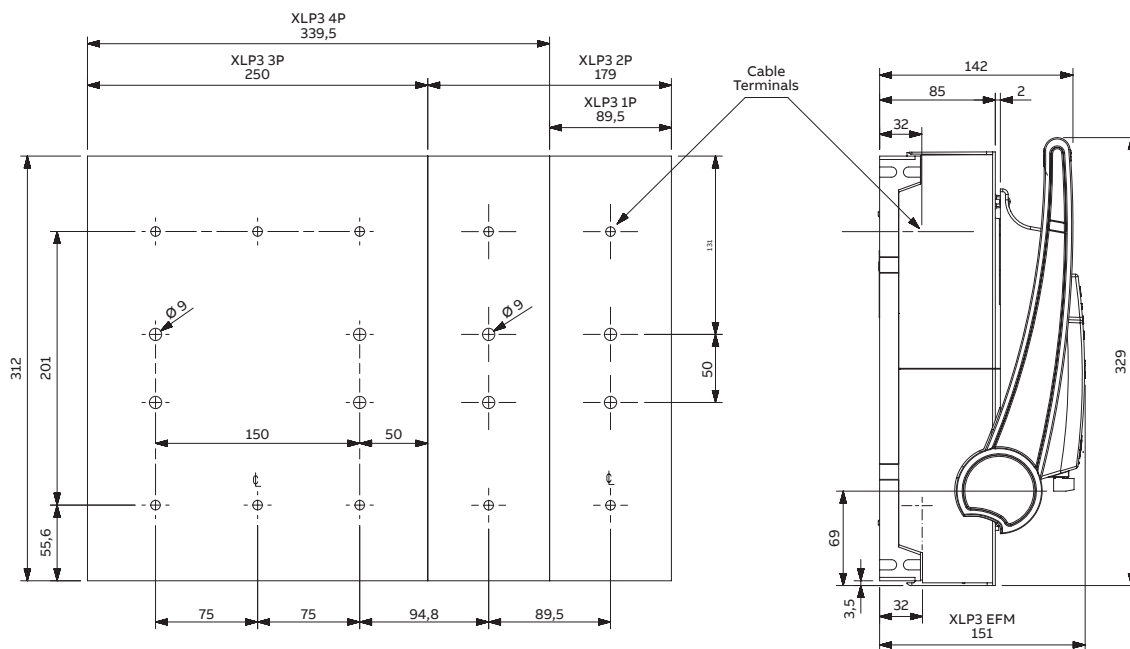 XLP3 4P
339,5
XLP3 3P
250
XLP3 2P
179
XLP3 1P
89,5
Cable
Terminals
142
85
2
32
131
Ø 9
Ø 9
312
201
50
329
150
50
℄
℄
55,6
69
3,5
75
75
94,8
89,5
32
XLP3 EFM
151